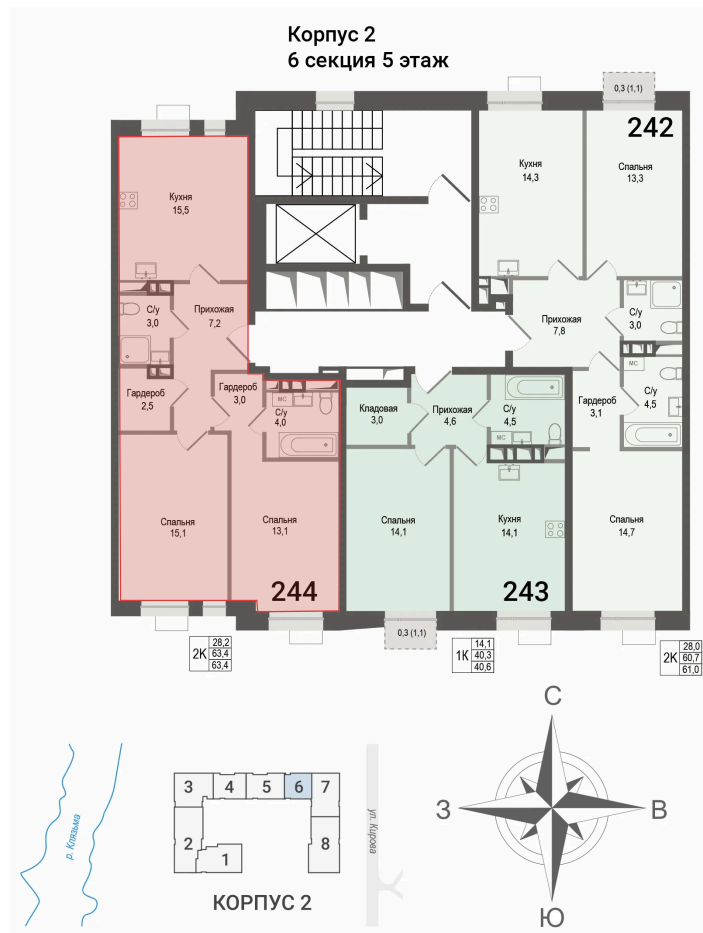 Корпус 2
6 секция 5 этаж
0,3 (1,1)
242
Кухня
14,3
Спальня
13,3
Кухня
15,5
С/у
3,0
Прихожая
7,2
Прихожая
7,8
С/у
3,0
МС
Гардероб
2,5
Гардероб
3,0
МС
С/у
4,0
Кладовая
3,0
Прихожая
4,6
С/у
4,5
МС
Гардероб
3,1
С/у
4,5
Спальня
15,1
Спальня
13,1
Спальня
14,1
Кухня
14,1
Спальня
14,7
244
243
0,3 (1,1)
2К
28,2
63,4
63,4
1К
14,1
40,3
40,6
2К
28,0
60,7
61,0
С
З
В
Ю
р. Клязьма
3
4
5
6
7
2
1
8
ул. Кирова
КОРПУС 2